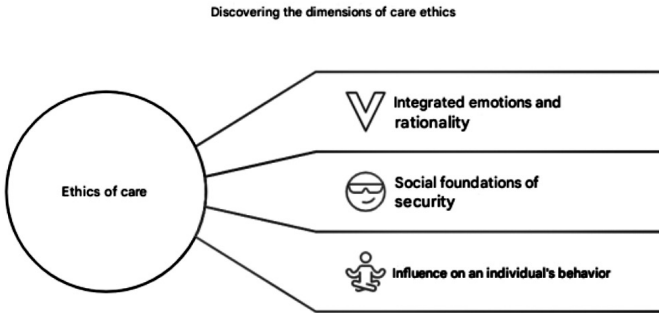 Discovering the dimensions of care ethics
Ethics of care
Integrated emotions and
rationality
Social foundations of
security
Influence on an individual's behavior